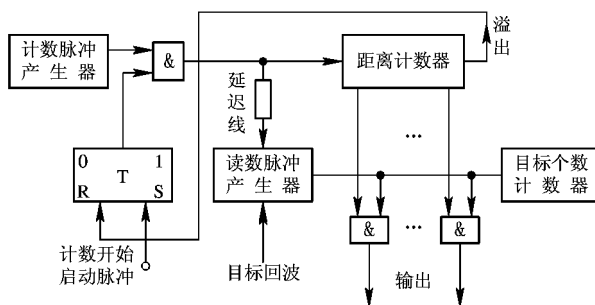 计数脉冲
产生器
&
延迟线
距离计数器
溢出
0 1
T
R S
读数脉冲
产生器
...
目标个数
计数器
&
...
&
计数开始
启动脉冲
目标回波
输出